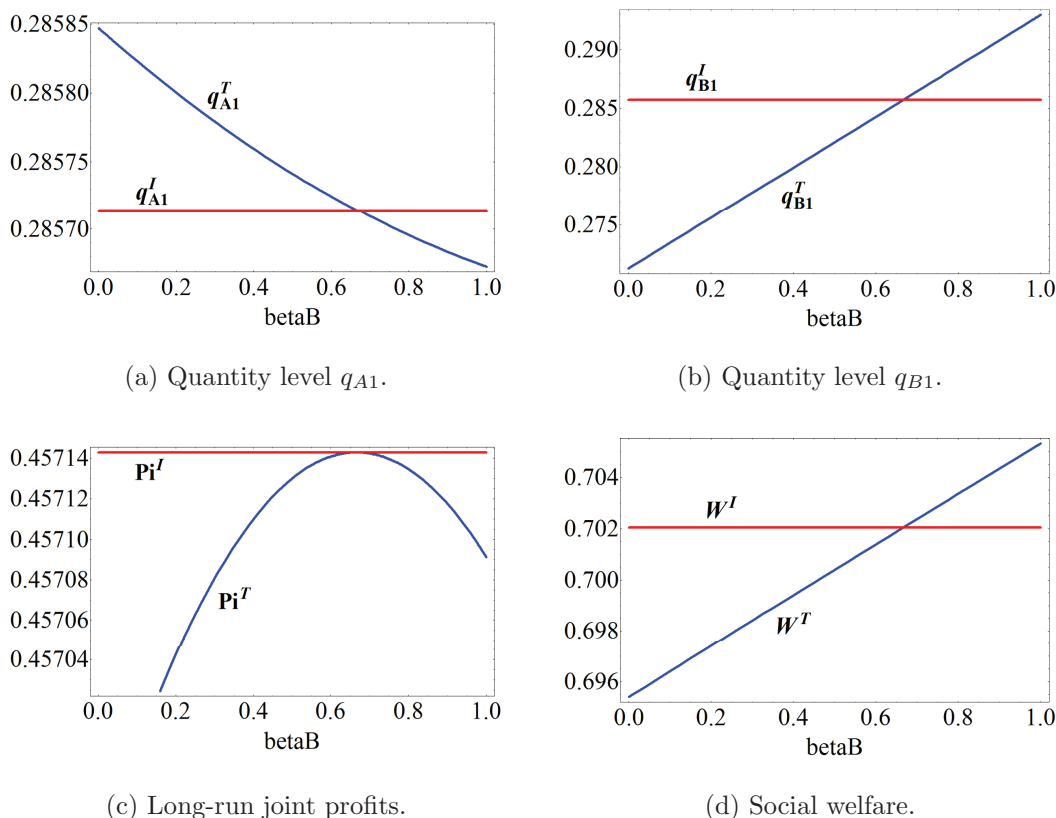 0.28585
0.28580
0.28575
0.28570
q^T_A1
q^I_A1
0.0 0.2 0.4 0.6 0.8 1.0
betaB
(a) Quantity level q_A1.
0.290
0.285
0.280
0.275
q^I_B1
q^T_B1
0.0 0.2 0.4 0.6 0.8 1.0
betaB
(b) Quantity level q_B1.
0.45714
0.45712
0.45710
0.45708
0.45706
0.45704
Pi^I
Pi^T
0.0 0.2 0.4 0.6 0.8 1.0
betaB
(c) Long-run joint profits.
0.704
0.702
0.700
0.698
0.696
W^I
W^T
0.0 0.2 0.4 0.6 0.8 1.0
betaB
(d) Social welfare.